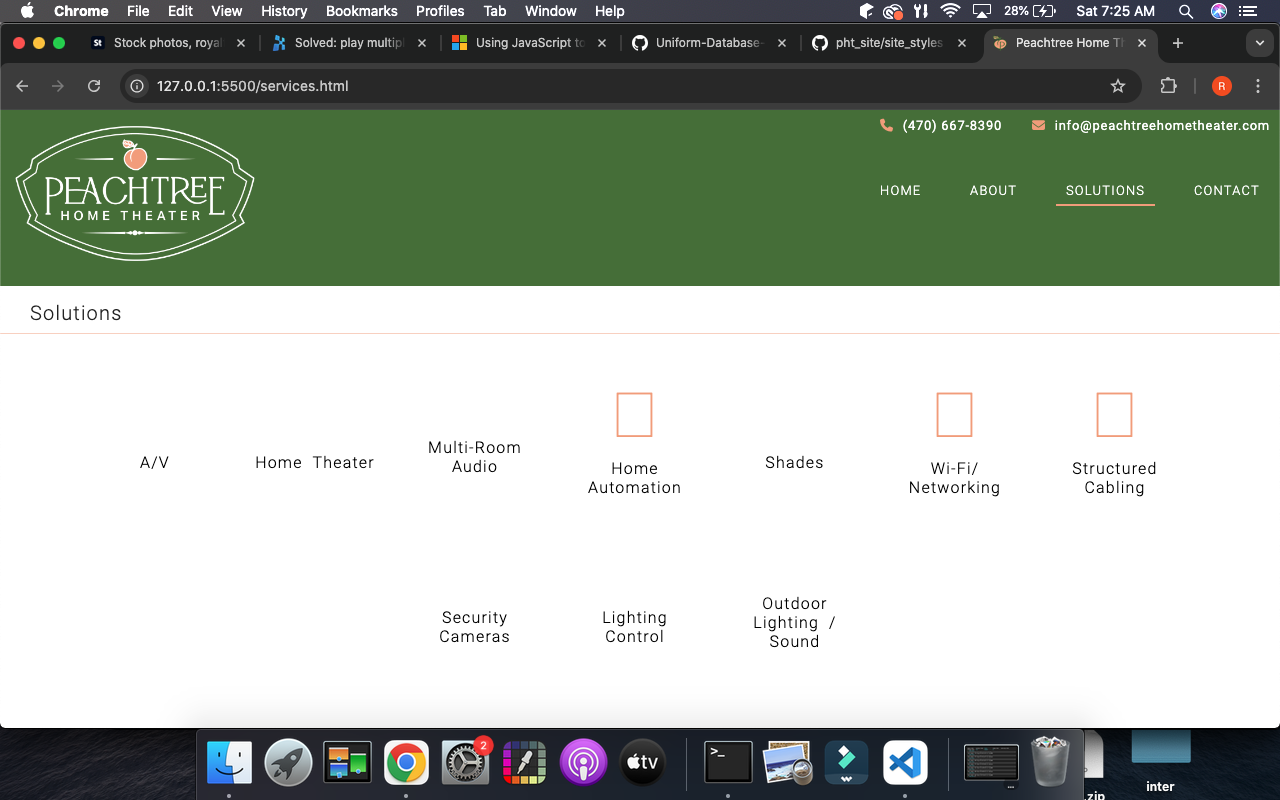 Chrome File Edit View History Bookmarks Profiles Tab Window Help 28% Sat 7:25 AM
St Stock photos, roya Solved: play multip Using JavaScript to Uniform-Database- pht_site/site_styles Peachtree Home Th
127.0.0.1:5500/services.html R
(470) 667-8390 info@peachtreehometheater.com
PEACHTREE
HOME THEATER
HOME ABOUT SOLUTIONS CONTACT
Solutions
A/V
Home Theater
Multi-Room
Audio
Home
Automation
Shades
Wi-Fi/
Networking
Structured
Cabling
Security
Cameras
Lighting
Control
Outdoor
Lighting /
Sound
2
tv
>_
.zip
inter